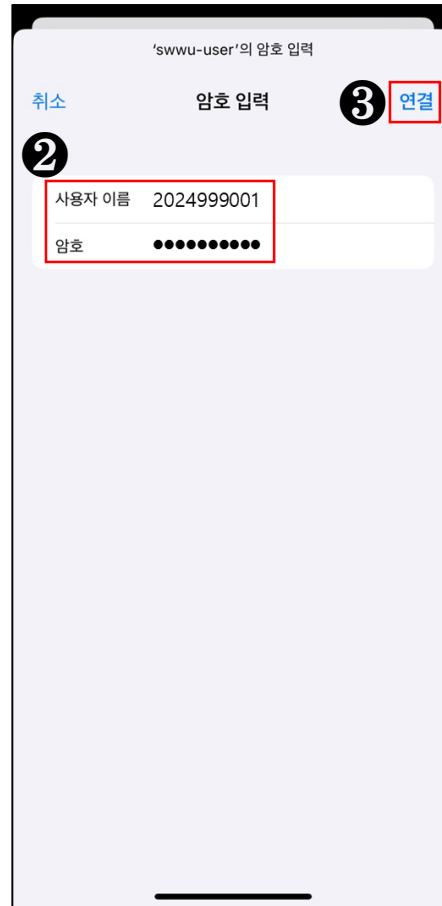 'swwu-user'의 암호 입력
취소 암호 입력 ❸ 연결
❷
사용자 이름 2024999001
암호 ●●●●●●●●●●